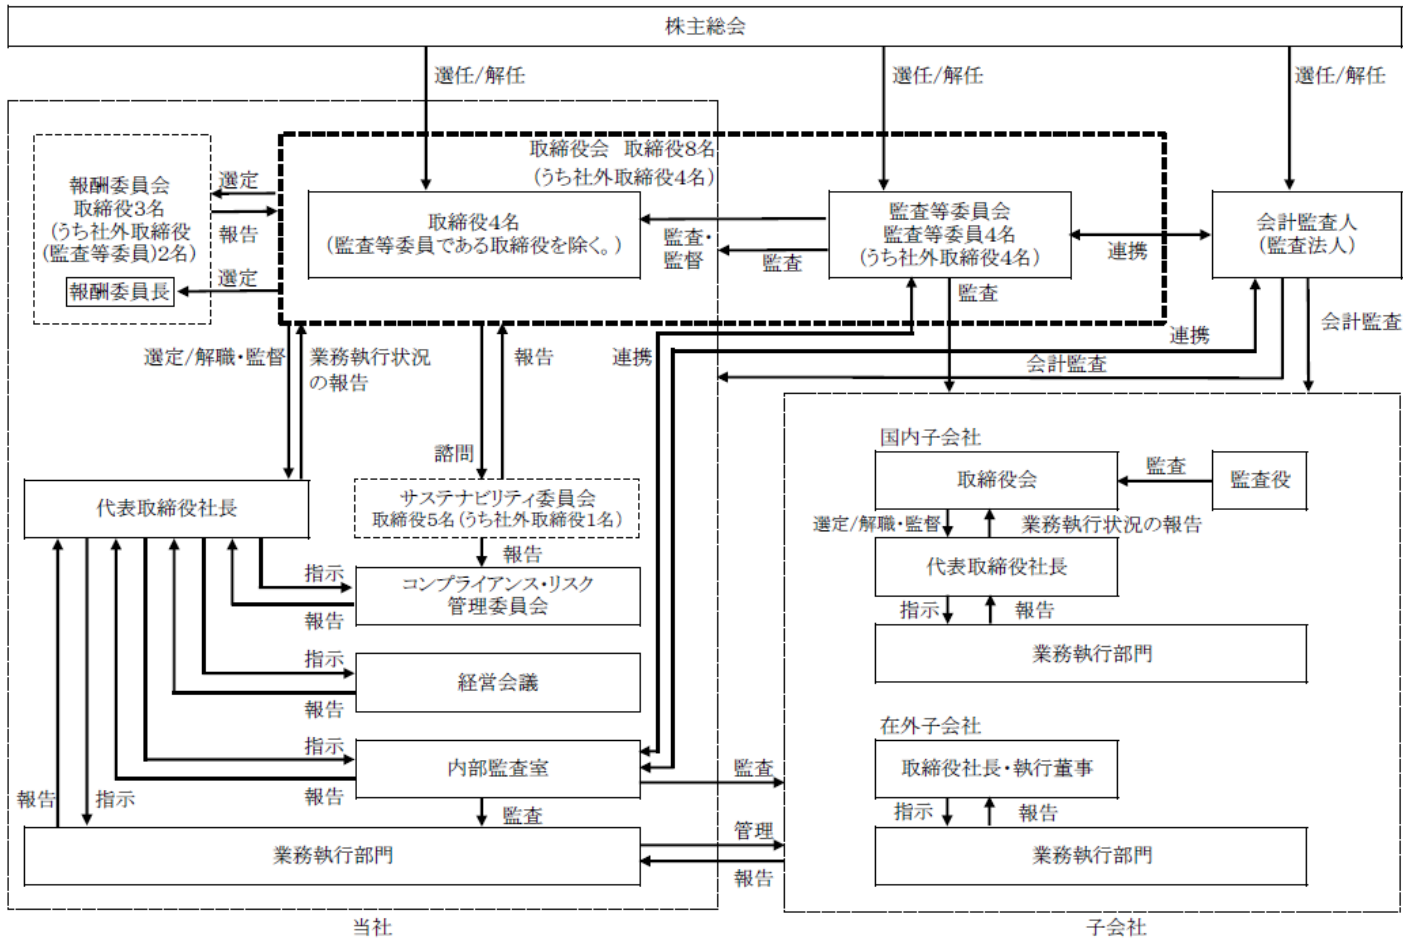 株主総会
選任/解任
選任/解任
選任/解任
取締役会　取締役8名
(うち社外取締役4名)
報酬委員会
取締役3名
(うち社外取締役
(監査等委員)2名)
報酬委員長
選定
報告
選定
取締役4名
(監査等委員である取締役を除く。)
監査・
監督
監査
監査等委員会
監査等委員4名
(うち社外取締役4名)
連携
会計監査人
(監査法人)
監査
会計監査
選定/解職・監督
業務執行状況
の報告
報告
連携
連携
会計監査
諮問
代表取締役社長
サステナビリティ委員会
取締役5名(うち社外取締役1名)
報告
指示
報告
コンプライアンス・リスク
管理委員会
指示
報告
経営会議
指示
報告
内部監査室
監査
報告
指示
監査
業務執行部門
管理
報告
当社
国内子会社
取締役会
監査
監査役
選定/解職・監督
業務執行状況の報告
代表取締役社長
指示
報告
業務執行部門
在外子会社
取締役社長・執行董事
指示
報告
業務執行部門
子会社